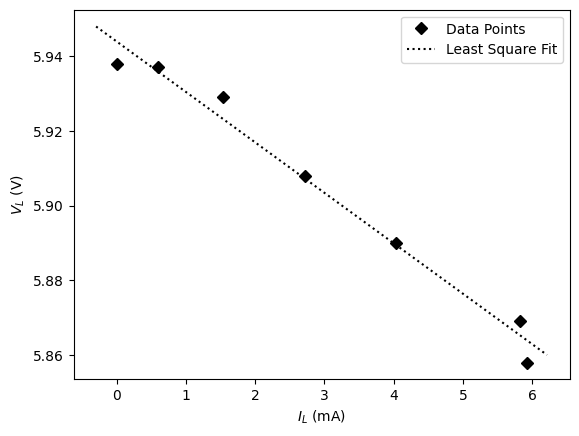 Data Points
Least Square Fit
5.94
5.92
5.90
5.88
5.86
V_L (V)
0 1 2 3 4 5 6
I_L (mA)